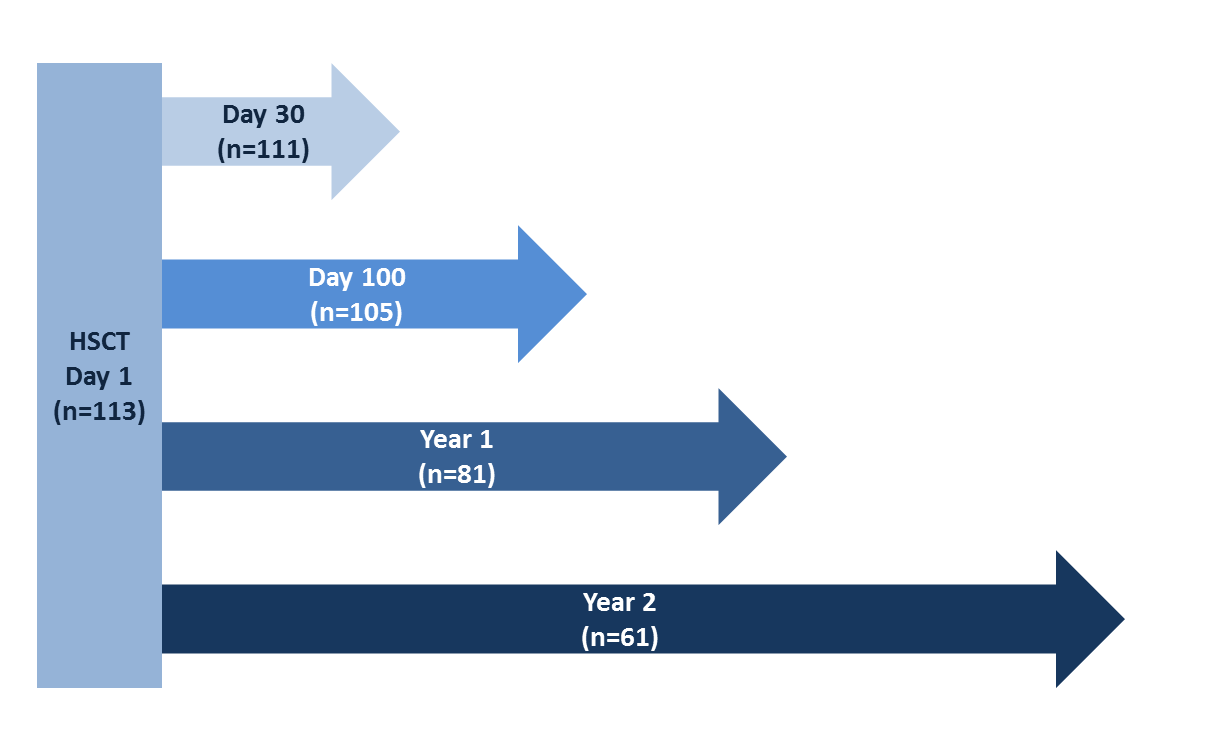 Day 30
(n=111)
Day 100
(n=105)
HSCT
Day 1
(n=113)
Year 1
(n=81)
Year 2
(n=61)